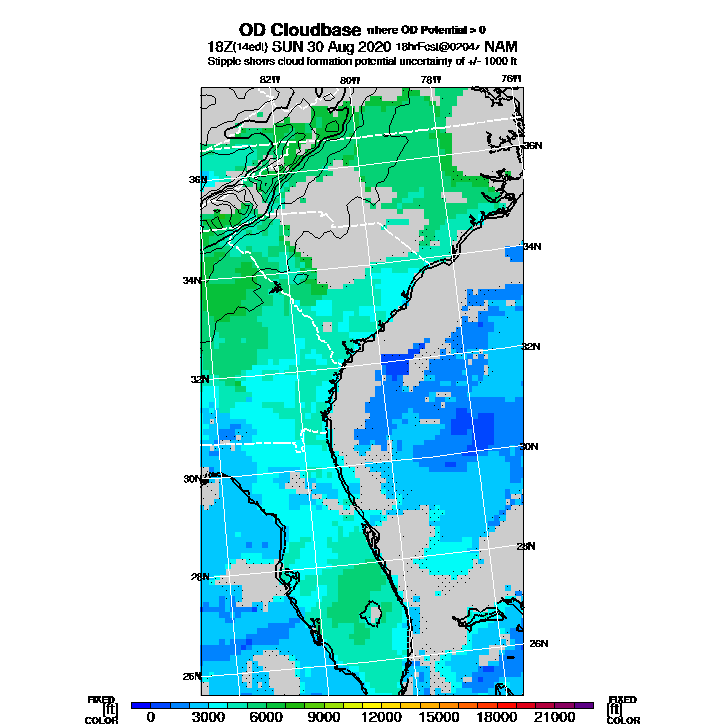 OD Cloudbase where OD Potential > 0
18Z(14edt) SUN 30 Aug 2020 18hrFcst@0204z NAM
Stipple shows cloud formation potential uncertainty of +/- 1000 ft
82W 80W 78W 76W
36N
36N
34N
34N
32N
32N
30N
30N
28N
28N
26N
26N
FIXED FIXED
[ft] [ft]
COLOR COLOR
0 3000 6000 9000 12000 15000 18000 21000